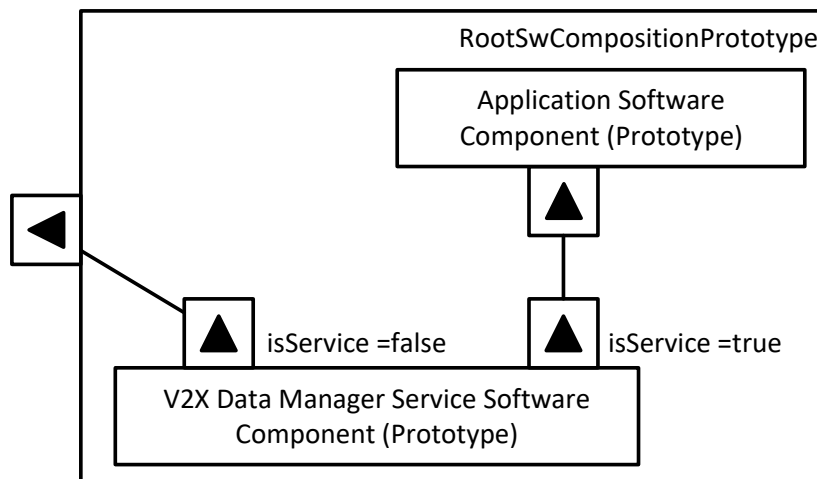 RootSwCompositionPrototype
Application Software
Component (Prototype)
isService =false
isService =true
V2X Data Manager Service Software
Component (Prototype)